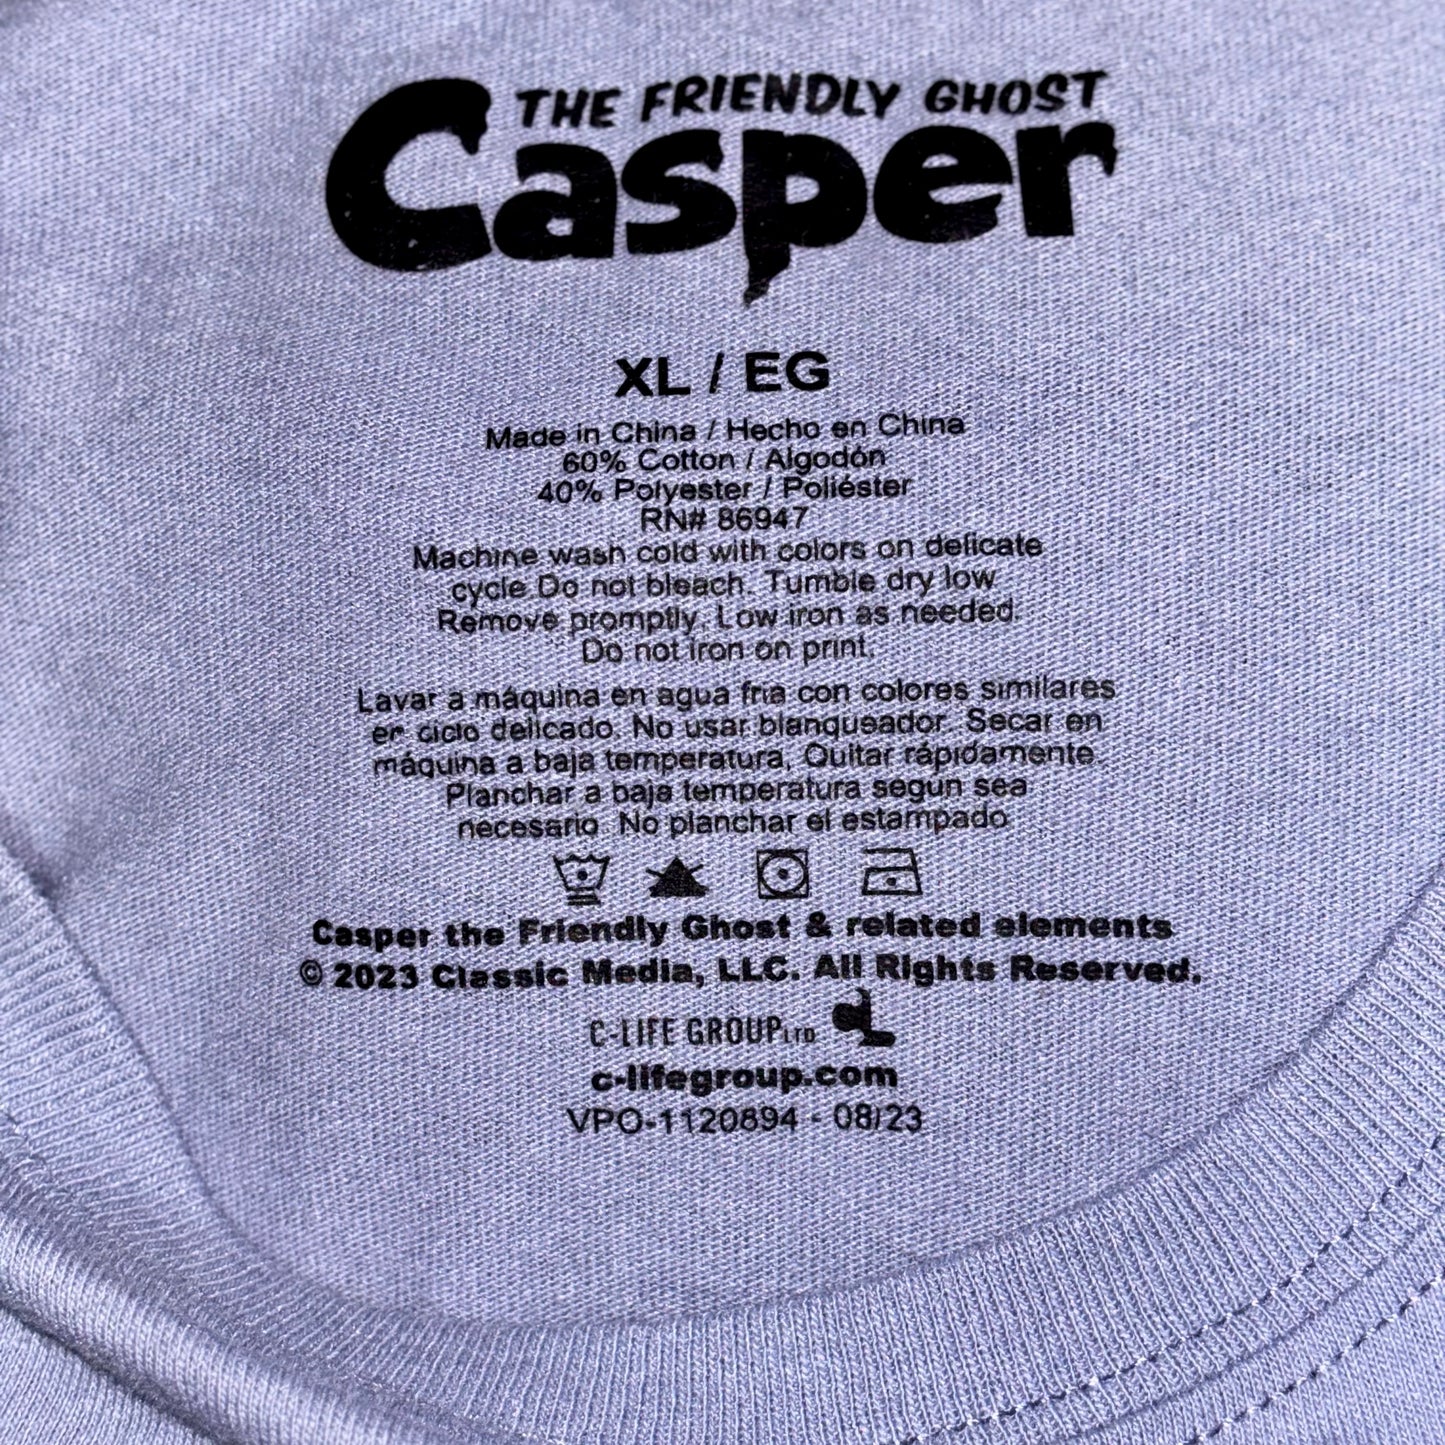 THE FRIENDLY GHOST
Casper
XL / EG
Made in China / Hecho en China
60% Cotton / Algodón
40% Polyester / Poliéster
RN# 86947
Machine wash cold with colors on delicate
cycle Do not bleach. Tumble dry low
Remove promptly. Low iron as needed.
Do not iron on print.
Lavar a máquina en agua fria con colores similares
en ciclo delicado. No usar blanqueador. Secar en
máquina a baja temperatura, Quitar rápidamente.
Planchar a baja temperatura segun sea
necesario. No planchar el estampado
Casper the Friendly Ghost & related elements
© 2023 Classic Media, LLC. All Rights Reserved.
C-LIFE GROUP LTD CL
c-lifegroup.com
VPO-1120894 - 08/23